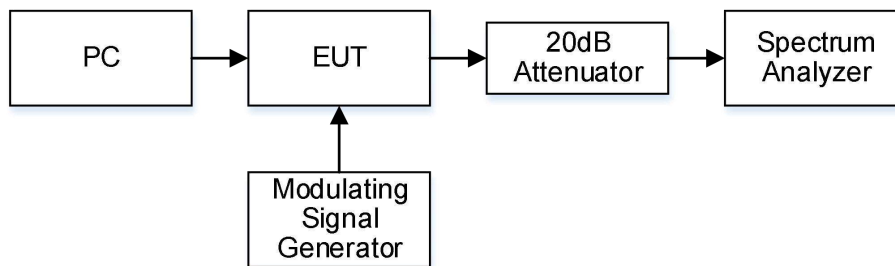 PC
EUT
20dB
Attenuator
Spectrum
Analyzer
Modulating
Signal
Generator